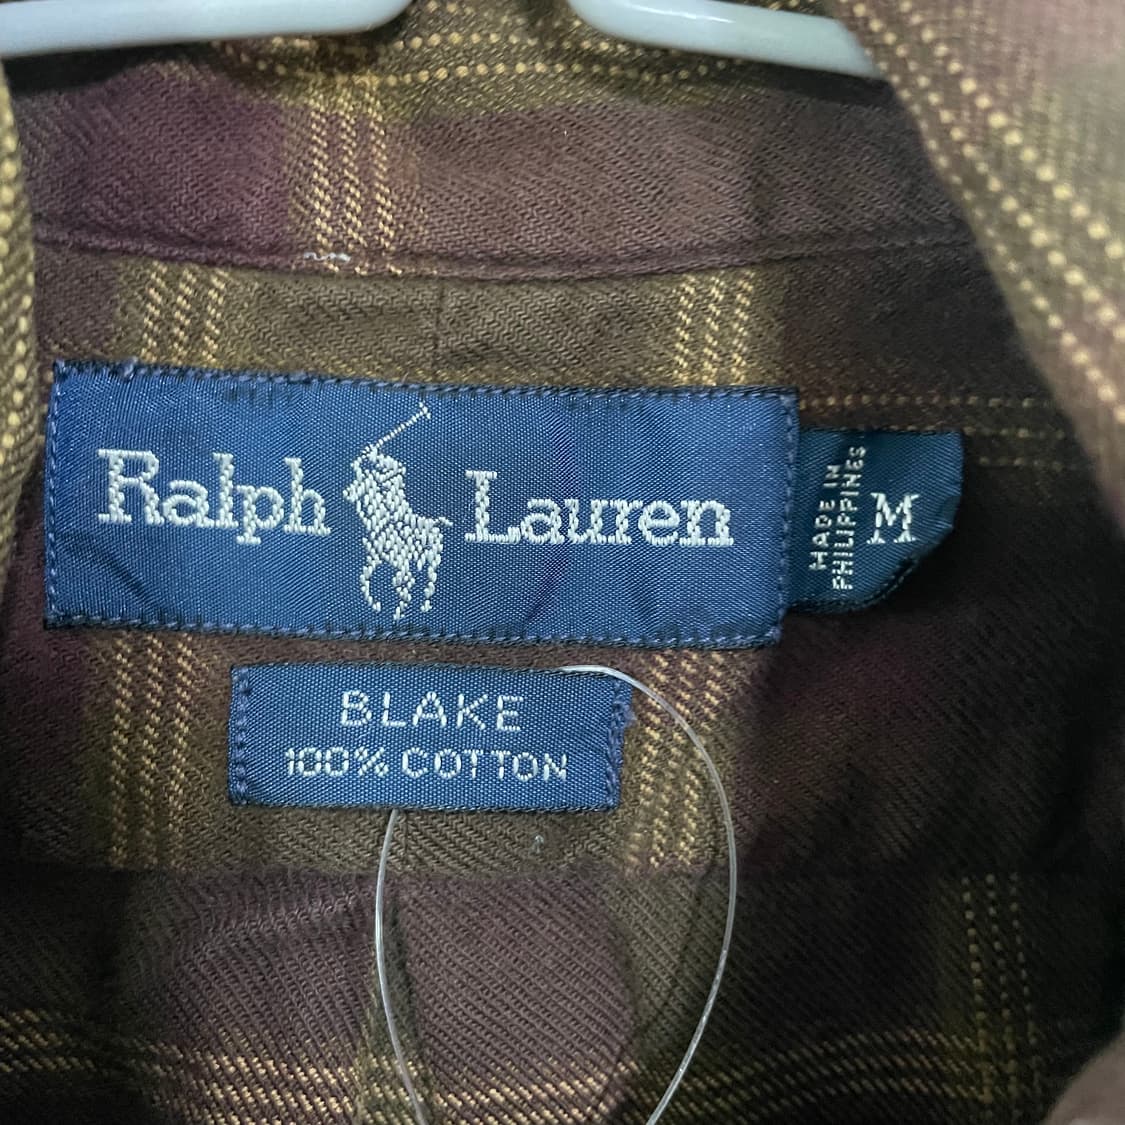 Ralph Lauren
MADE IN
PHILIPPINES
M
BLAKE
100% COTTON